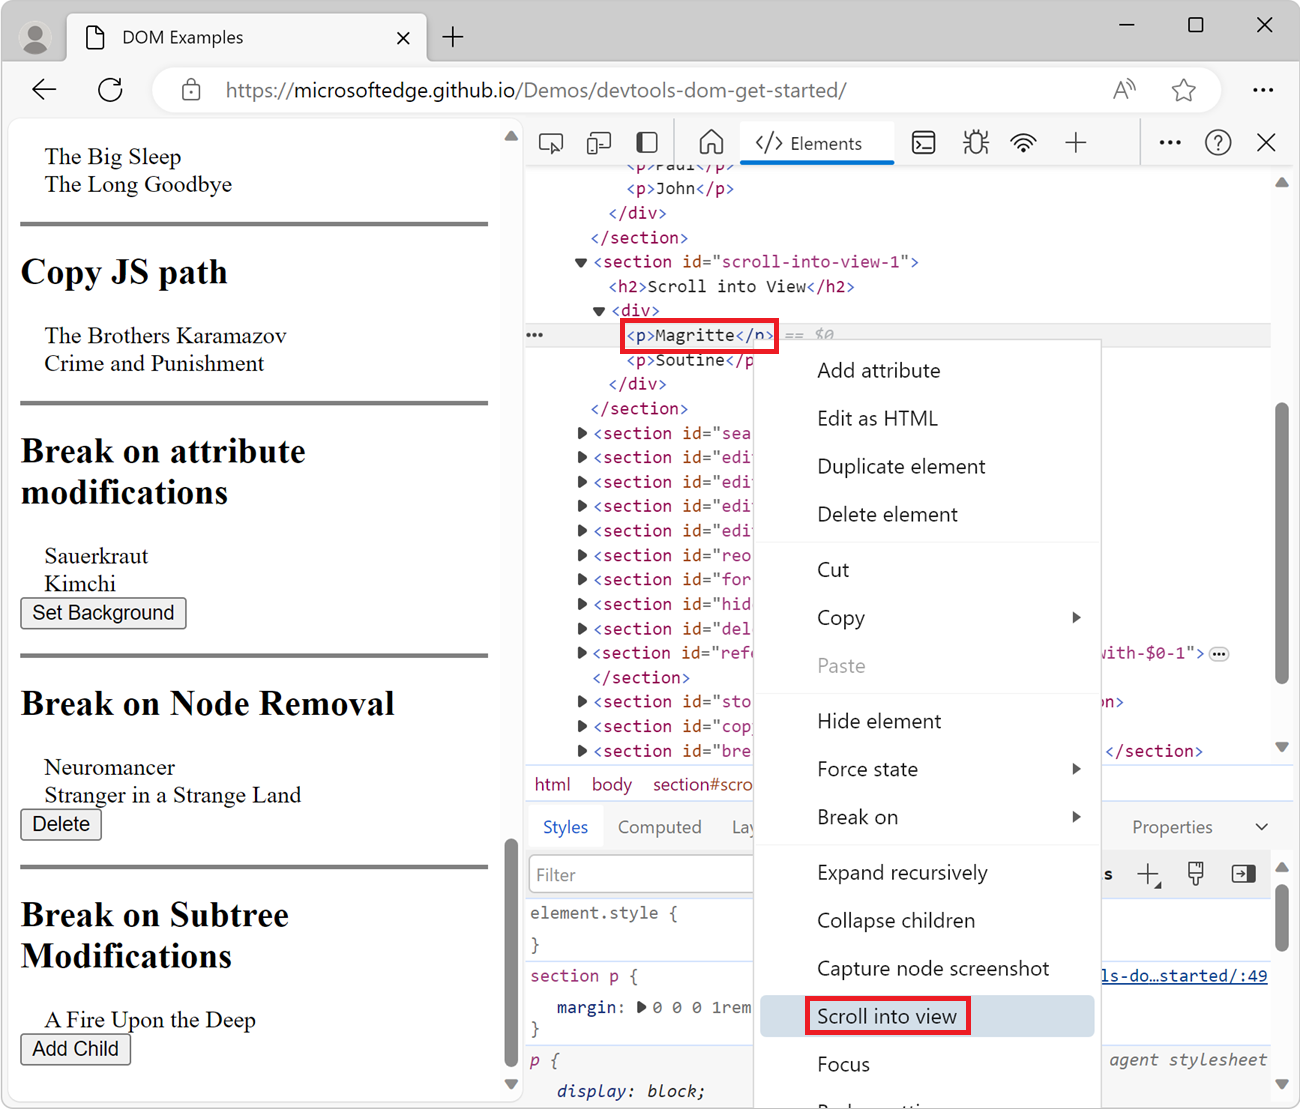 DOM Examples
https://microsoftedge.github.io/Demos/devtools-dom-get-started/
The Big Sleep
The Long Goodbye
Copy JS path
The Brothers Karamazov
Crime and Punishment
Break on attribute
modifications
Sauerkraut
Kimchi
Set Background
Break on Node Removal
Neuromancer
Stranger in a Strange Land
Delete
Break on Subtree
Modifications
A Fire Upon the Deep
Add Child
</> Elements
<p>Paul</p>
<p>John</p>
</div>
</section>
<section id="scroll-into-view-1">
<h2>Scroll into View</h2>
<div>
<p>Magritte</p> == $0
<p>Soutine</p
</div>
</section>
<section id="sea
<section id="edi
<section id="edi
<section id="edi
<section id="edi
<section id="reo
<section id="for
<section id="hid
<section id="del
<section id="ref with-$0-1">
</section>
<section id="sto on>
<section id="cop
<section id="bre </section>
html body section#scro
Styles Computed Lay Properties
Filter s
element.style {
}
section p { ls-do…started/:49
margin: 0 0 0 1rem
}
p { agent stylesheet
display: block;
Add attribute
Edit as HTML
Duplicate element
Delete element
Cut
Copy
Paste
Hide element
Force state
Break on
Expand recursively
Collapse children
Capture node screenshot
Scroll into view
Focus